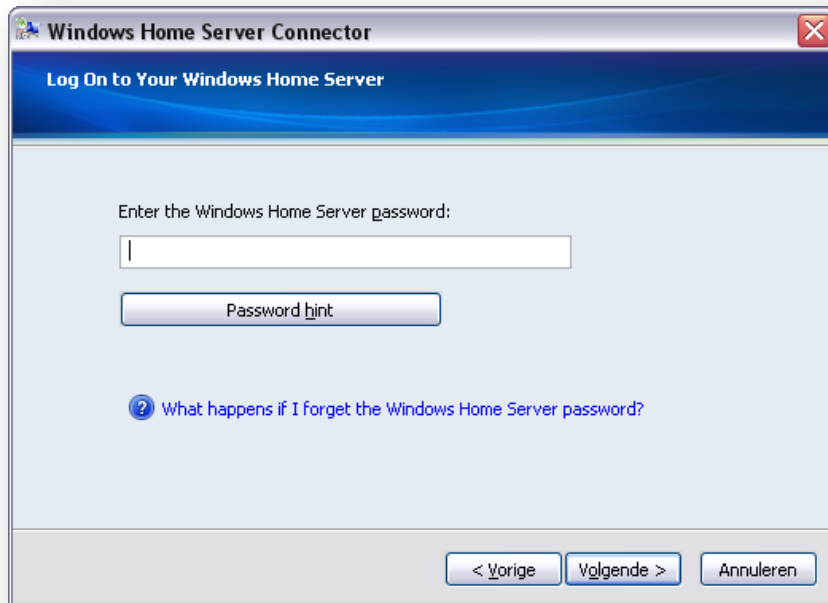 Windows Home Server Connector
Log On to Your Windows Home Server
Enter the Windows Home Server password:
Password hint
What happens if I forget the Windows Home Server password?
< Vorige Volgende > Annuleren